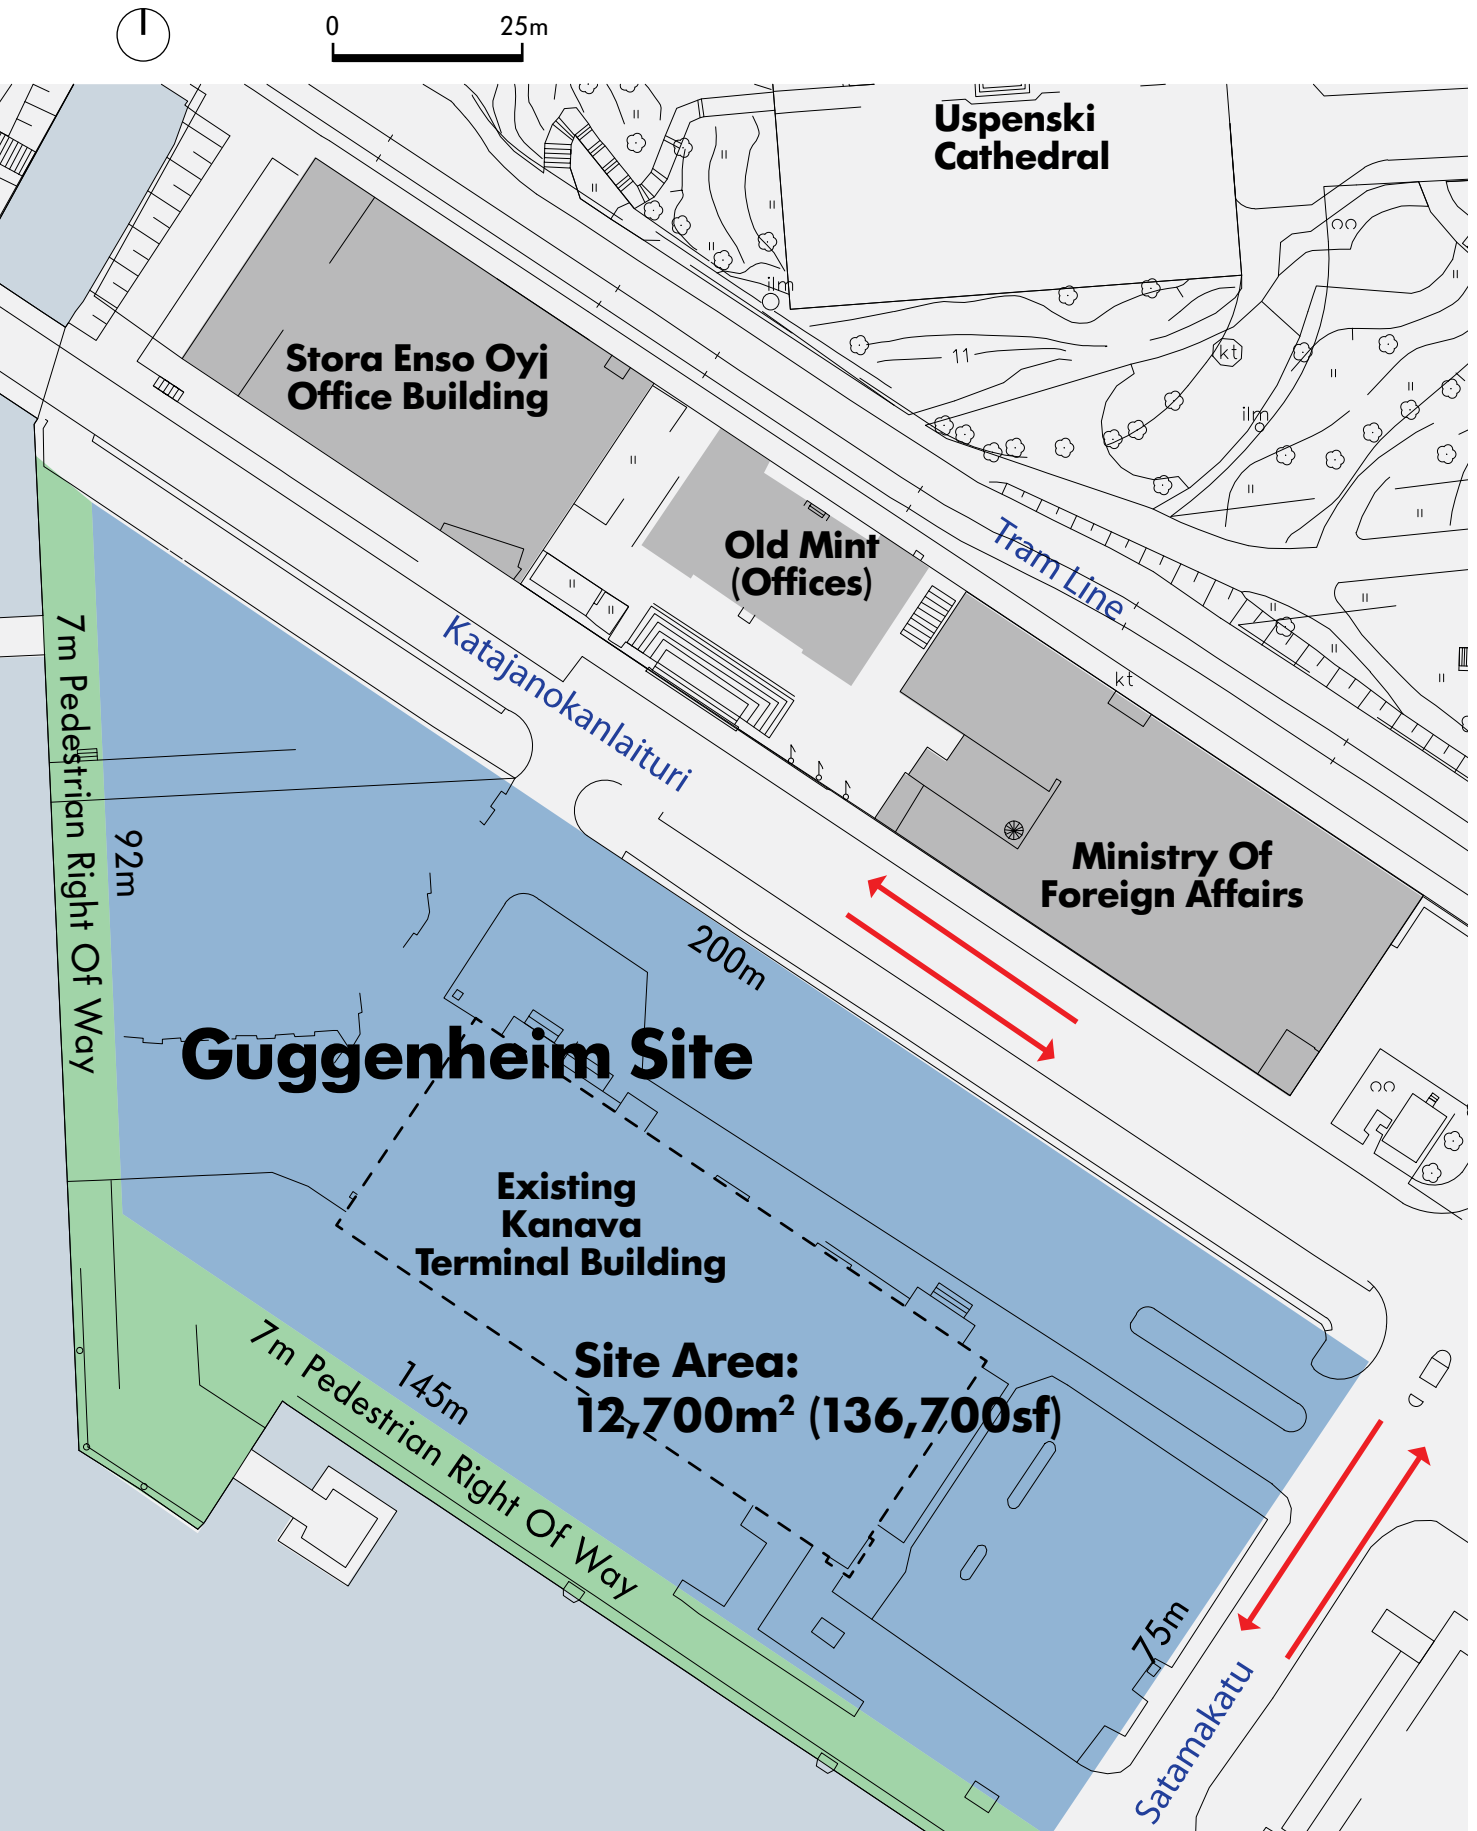 0 25m
Uspenski
Cathedral
ilm
Stora Enso Oyj
Office Building
11
kt
ilm
Old Mint
(Offices)
Tram Line
7m Pedestrian Right Of Way
Katajanokanlaituri
kt
92m
Ministry Of
Foreign Affairs
200m
Guggenheim Site
Existing
Kanava
Terminal Building
7m Pedestrian Right Of Way
145m
Site Area:
12,700m² (136,700sf)
75m
Satamakatu